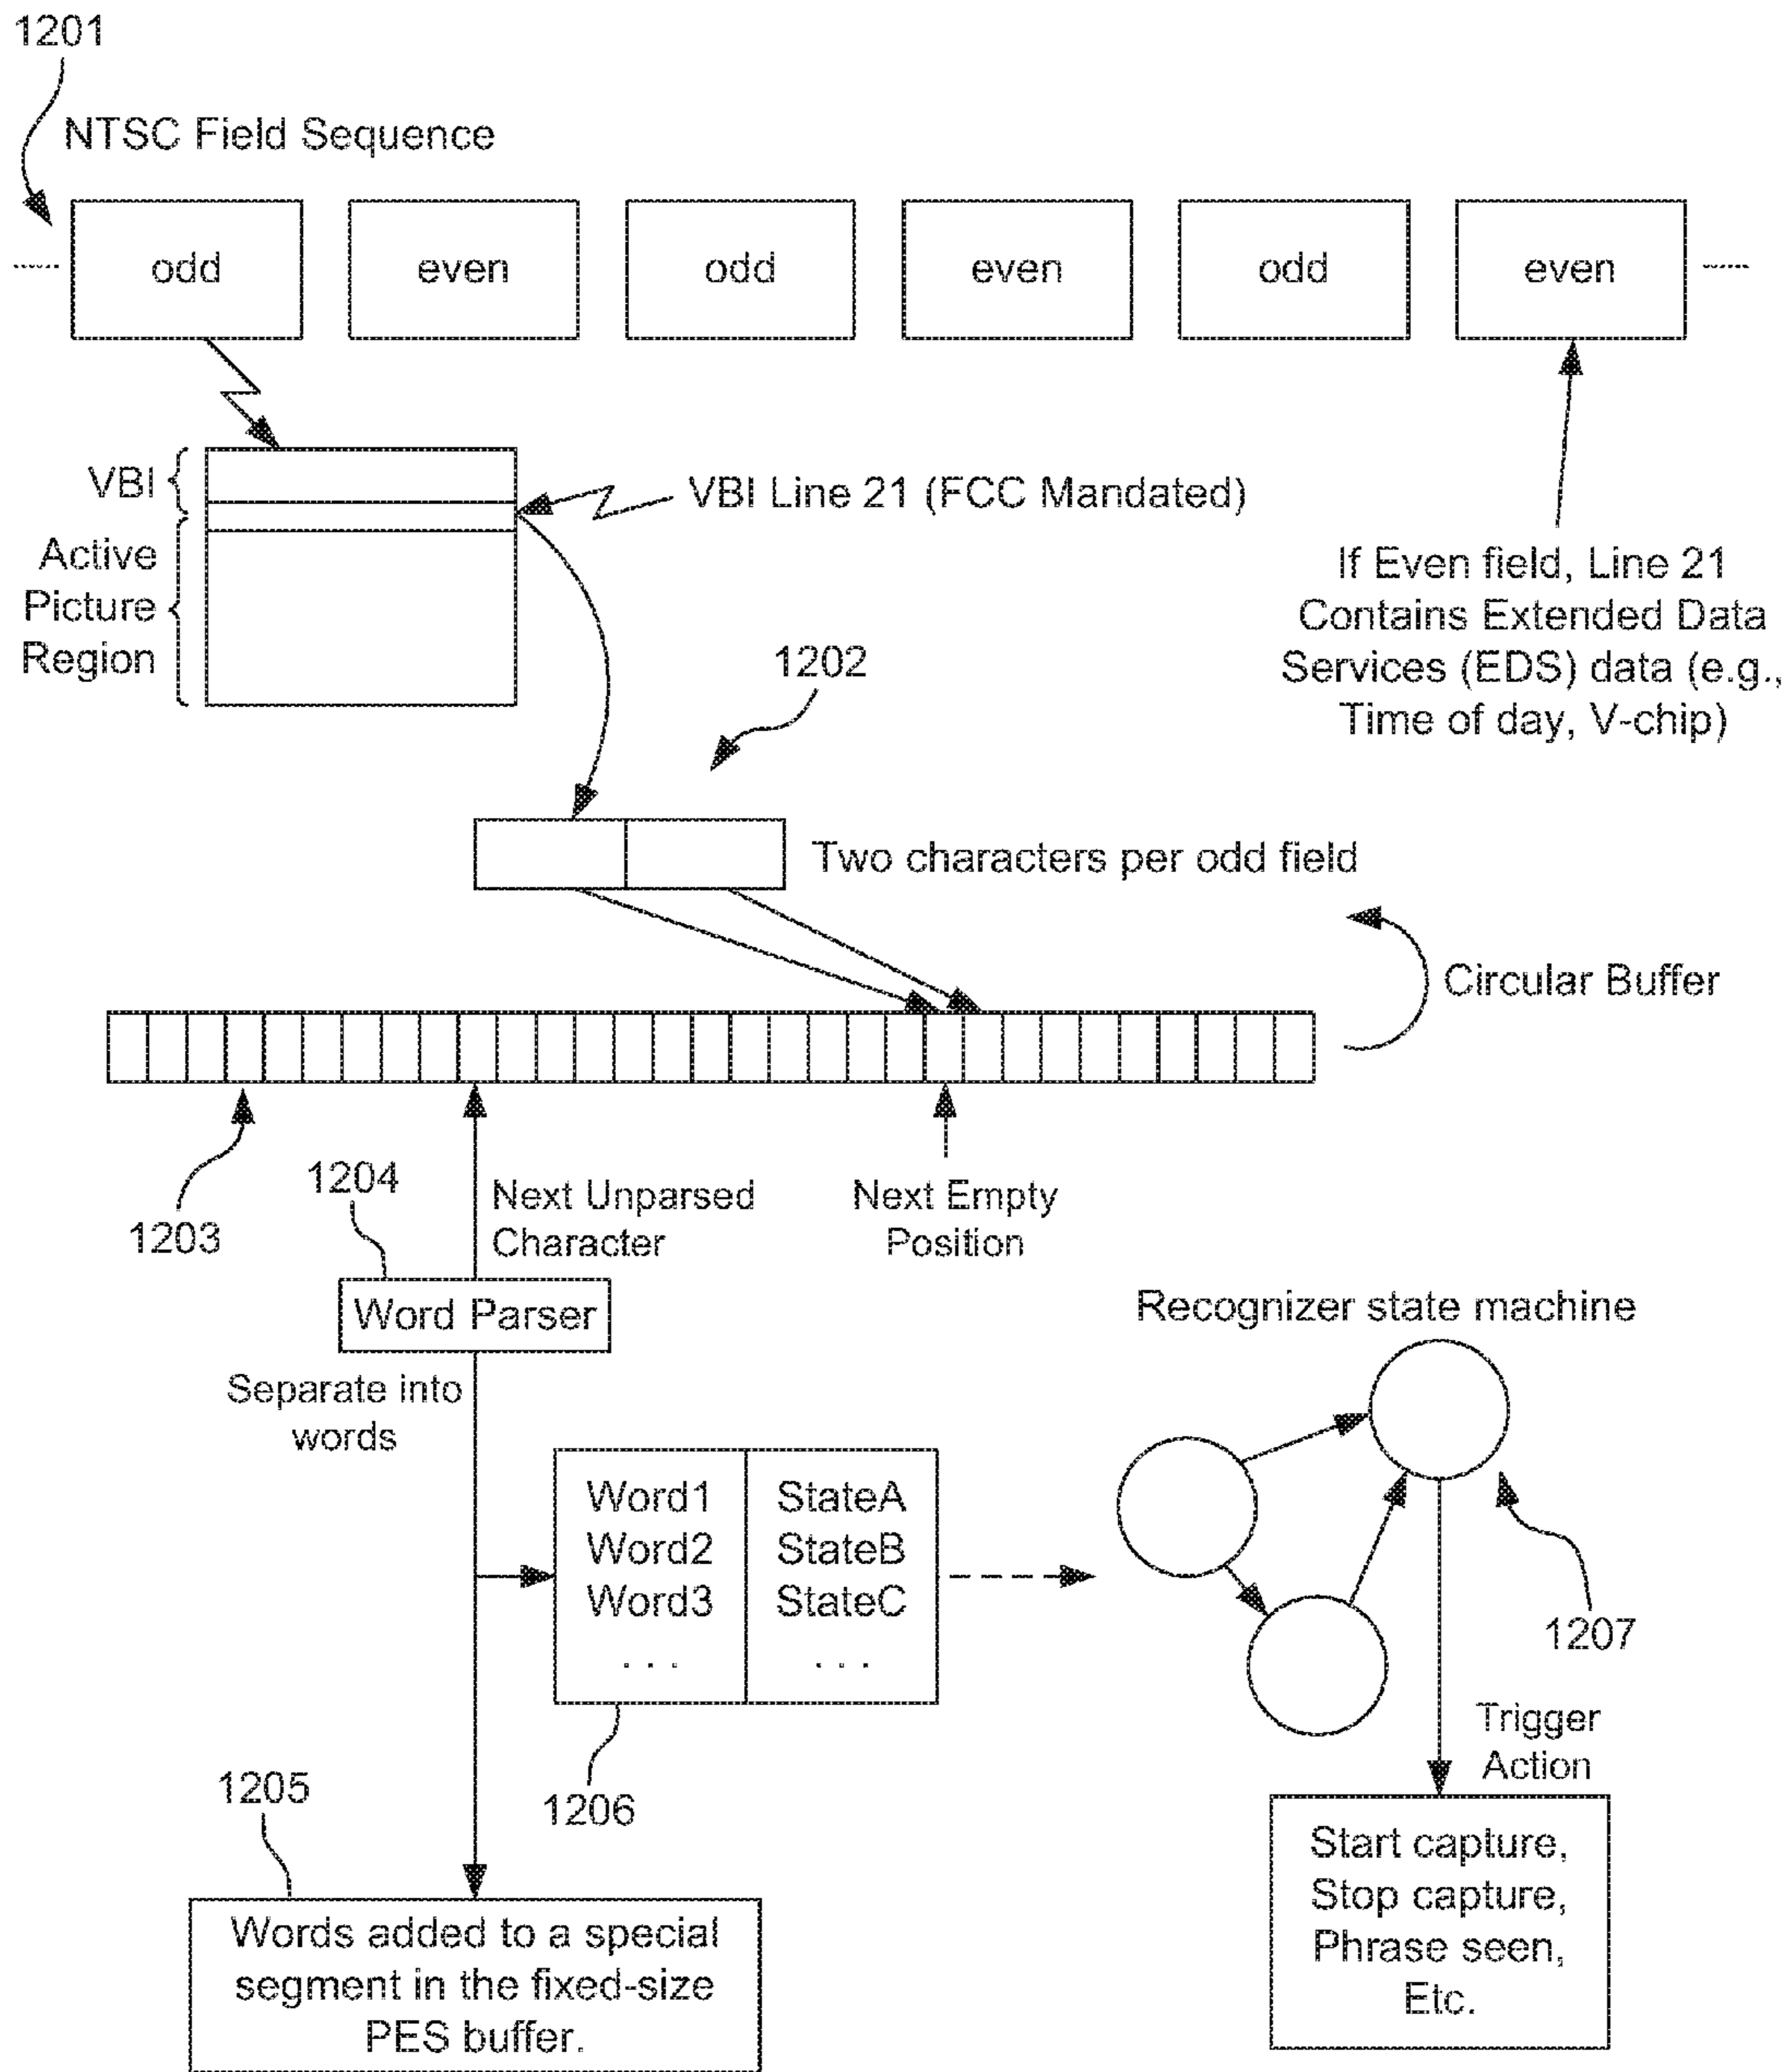 1201
NTSC Field Sequence
odd
even
odd
even
odd
even
VBI
VBI Line 21 (FCC Mandated)
Active
Picture
Region
If Even field, Line 21
Contains Extended Data
Services (EDS) data (e.g.,
Time of day, V-chip)
1202
Two characters per odd field
Circular Buffer
1203
1204
Next Unparsed
Character
Next Empty
Position
Word Parser
Separate into
words
Recognizer state machine
Word1
Word2
Word3
. . .
StateA
StateB
StateC
. . .
1207
1206
Trigger
Action
1205
Words added to a special
segment in the fixed-size
PES buffer.
Start capture,
Stop capture,
Phrase seen,
Etc.